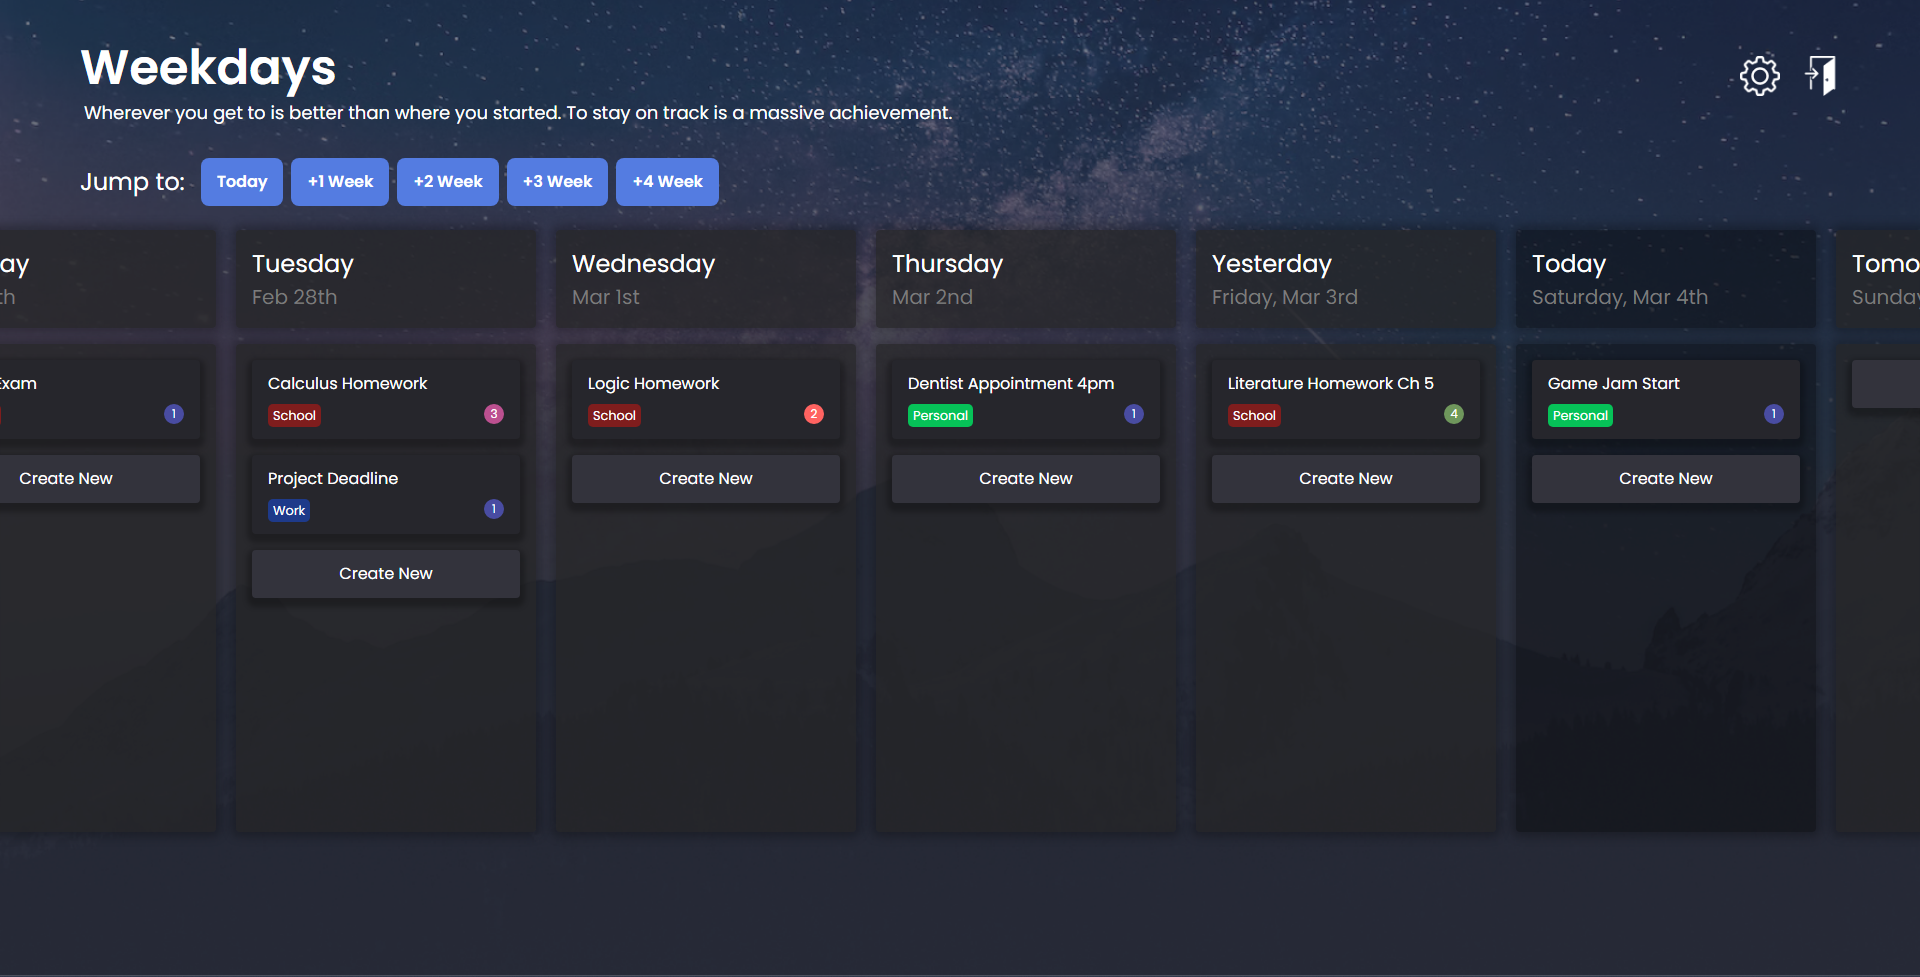 Weekdays
Wherever you get to is better than where you started. To stay on track is a massive achievement.
Jump to: Today +1 Week +2 Week +3 Week +4 Week
ay
th
Exam
1
Create New
Tuesday
Feb 28th
Calculus Homework
School 3
Project Deadline
Work 1
Create New
Wednesday
Mar 1st
Logic Homework
School 2
Create New
Thursday
Mar 2nd
Dentist Appointment 4pm
Personal 1
Create New
Yesterday
Friday, Mar 3rd
Literature Homework Ch 5
School 4
Create New
Today
Saturday, Mar 4th
Game Jam Start
Personal 1
Create New
Tomo
Sunday